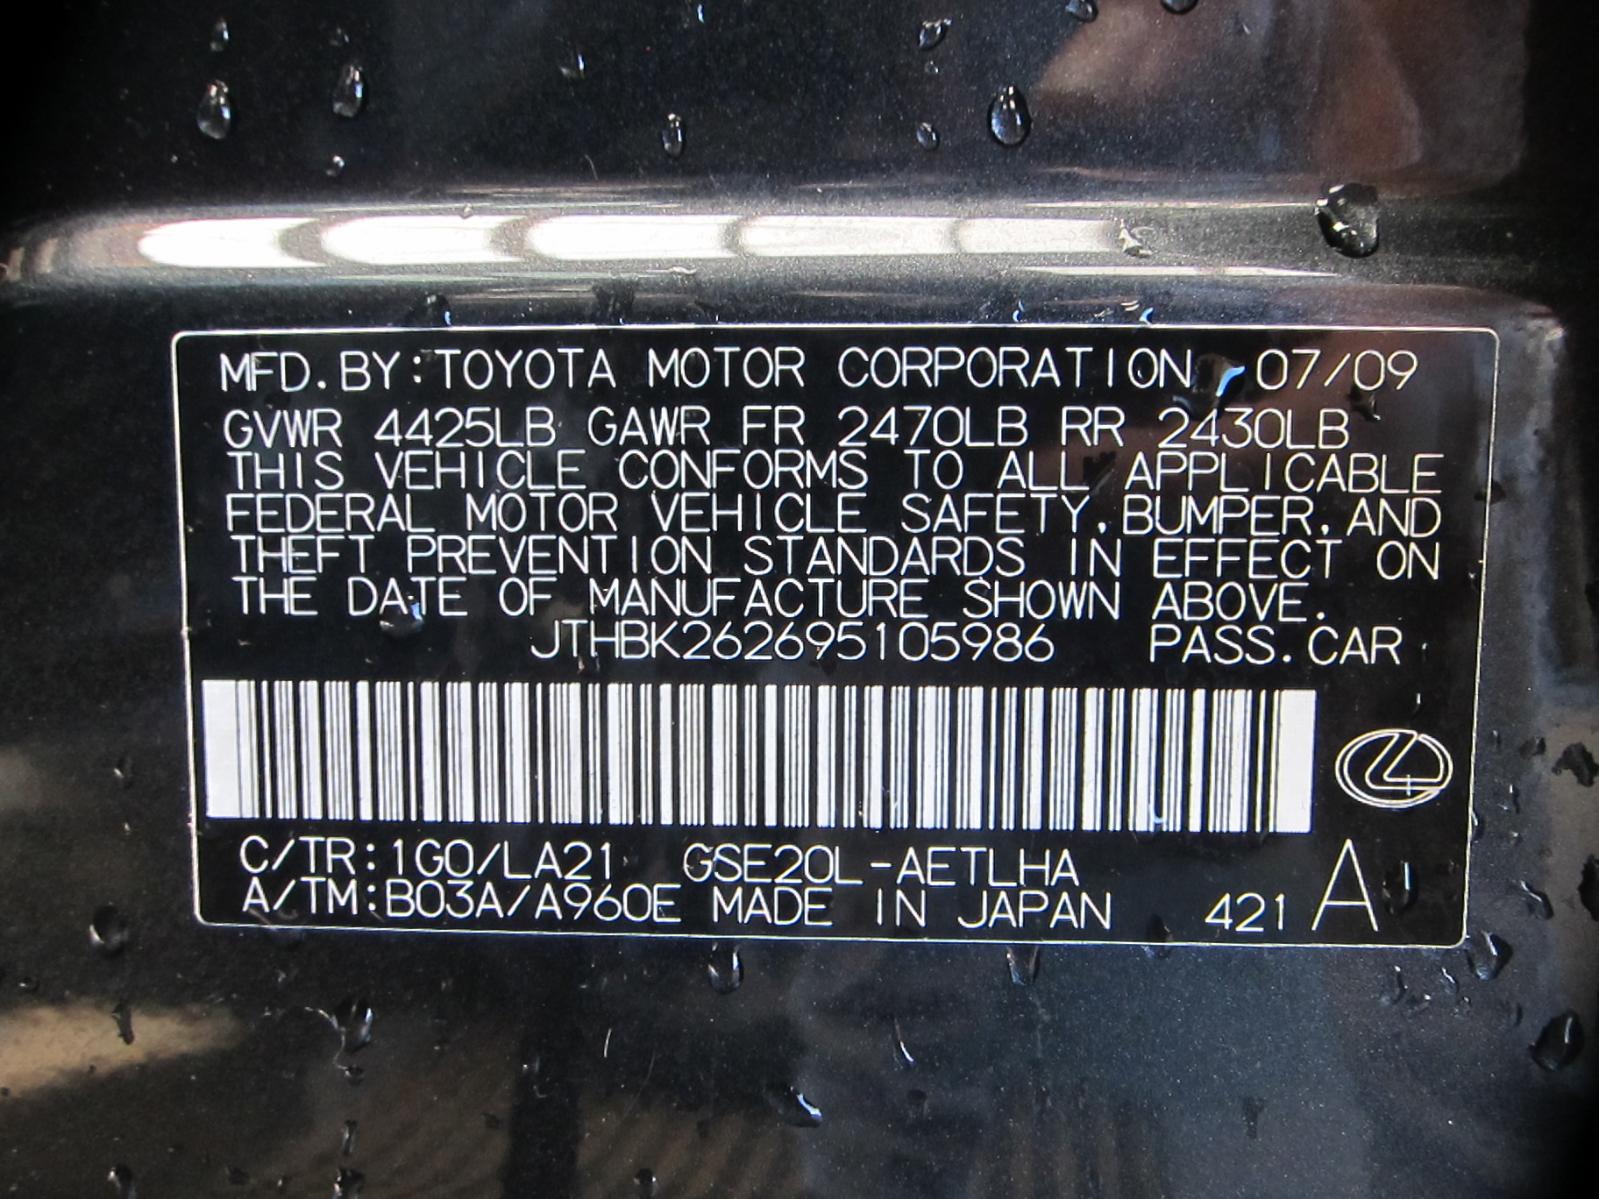 MFD. BY: TOYOTA MOTOR CORPORATION 07/09
GVWR 4425LB GAWR FR 2470LB RR 2430LB
THIS VEHICLE CONFORMS TO ALL APPLICABLE
FEDERAL MOTOR VEHICLE SAFETY, BUMPER, AND
THEFT PREVENTION STANDARDS IN EFFECT ON
THE DATE OF MANUFACTURE SHOWN ABOVE.
JTHBK262695105986 PASS. CAR
C/TR: 1G0/LA21 GSE20L-AETLHA
A/TM: B03A/A960E MADE IN JAPAN 421 A